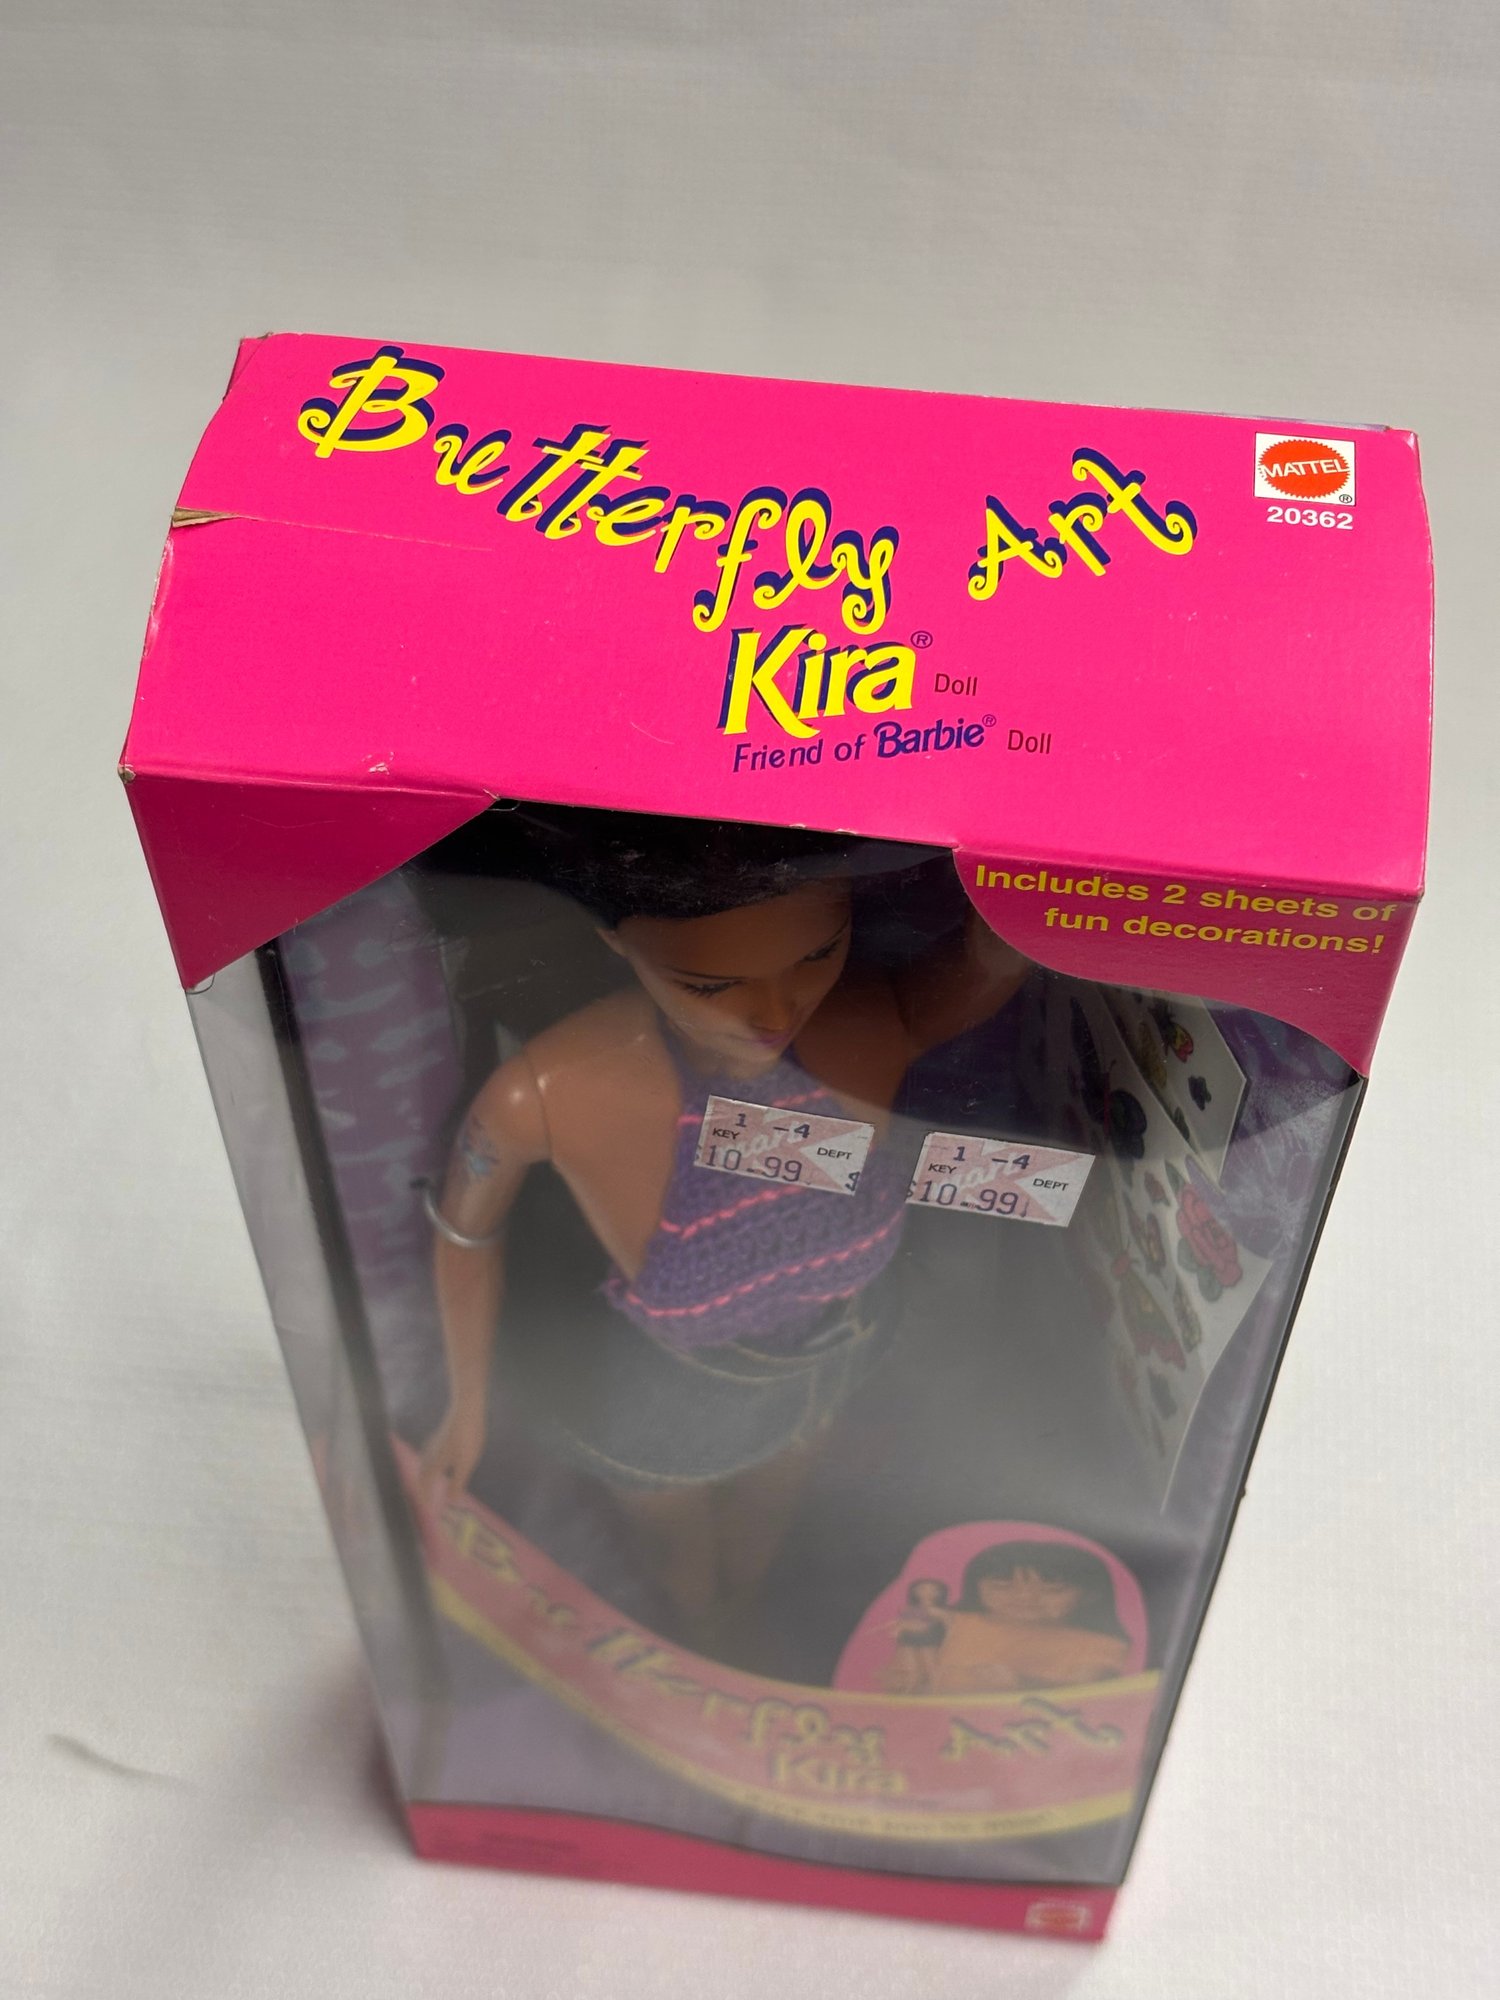 Butterfly Art
MATTEL®
20362
Kira® Doll
Friend of Barbie® Doll
Includes 2 sheets of
fun decorations!
1 -4
KEY DEPT
$10.99
1 -4
KEY DEPT
$10.99
Butterfly Art
Kira